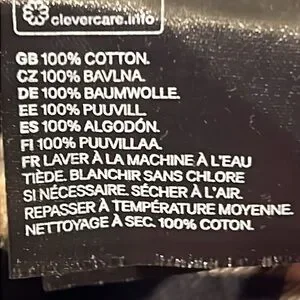 clevercare.info
GB 100% COTTON.
CZ 100% BAVLNA.
DE 100% BAUMWOLLE.
EE 100% PUUVILL.
ES 100% ALGODÓN.
FI 100% PUUVILLAA.
FR LAVER À LA MACHINE À L'EAU
TIÈDE. BLANCHIR SANS CHLORE
SI NÉCESSAIRE. SÉCHER À L'AIR.
REPASSER À TEMPÉRATURE MOYENNE.
NETTOYAGE À SEC. 100% COTON.